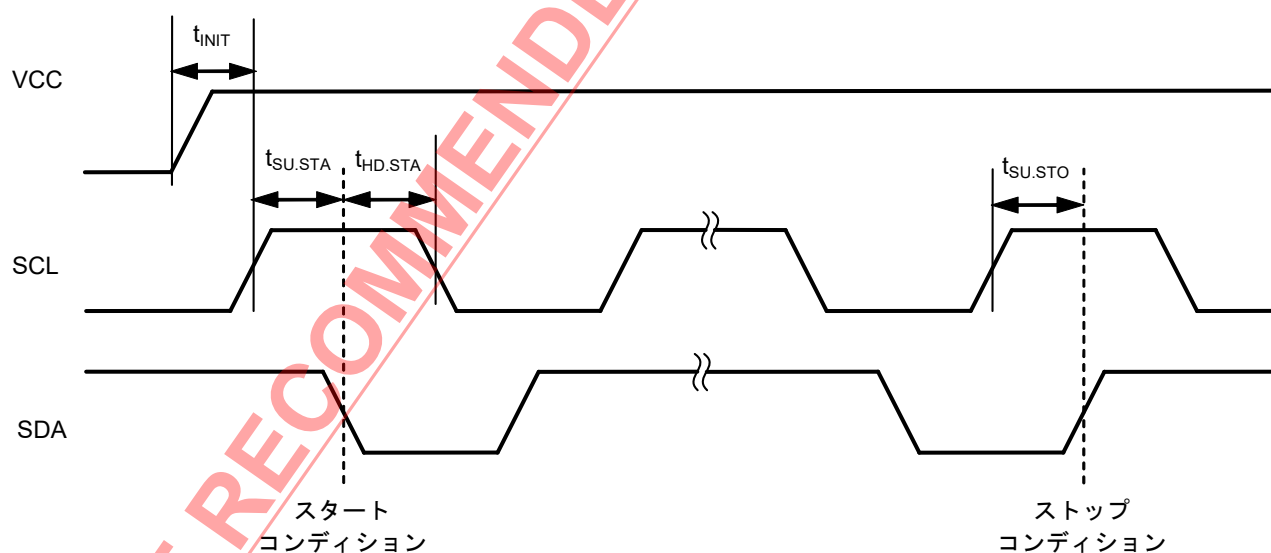 tINIT
VCC
tSU.STA tHD.STA
tSU.STO
SCL
SDA
スタート
コンディション
ストップ
コンディション
RECOMMENDE